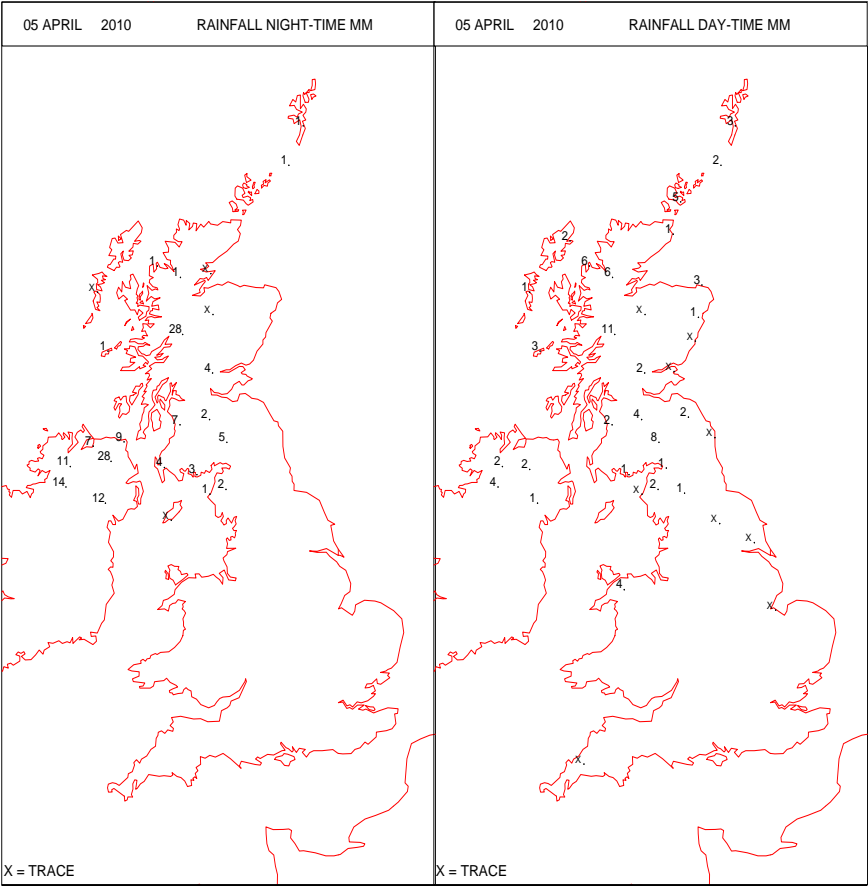 05 APRIL 2010 RAINFALL NIGHT-TIME MM
1.
1.
1
1.
X.
X
X.
28.
1
4.
2.
7.
5.
9.
7.
28.
11.
4
3.
14.
1.
2.
12.
X.
X = TRACE
05 APRIL 2010 RAINFALL DAY-TIME MM
3.
2.
5.
1.
2.
6
6.
3.
1
X.
1.
11.
X.
3
2.
X.
4.
2.
2.
X.
8.
2.
2.
1.
1.
4.
X.
2.
1.
1.
X.
X.
4.
X.
X.
X = TRACE